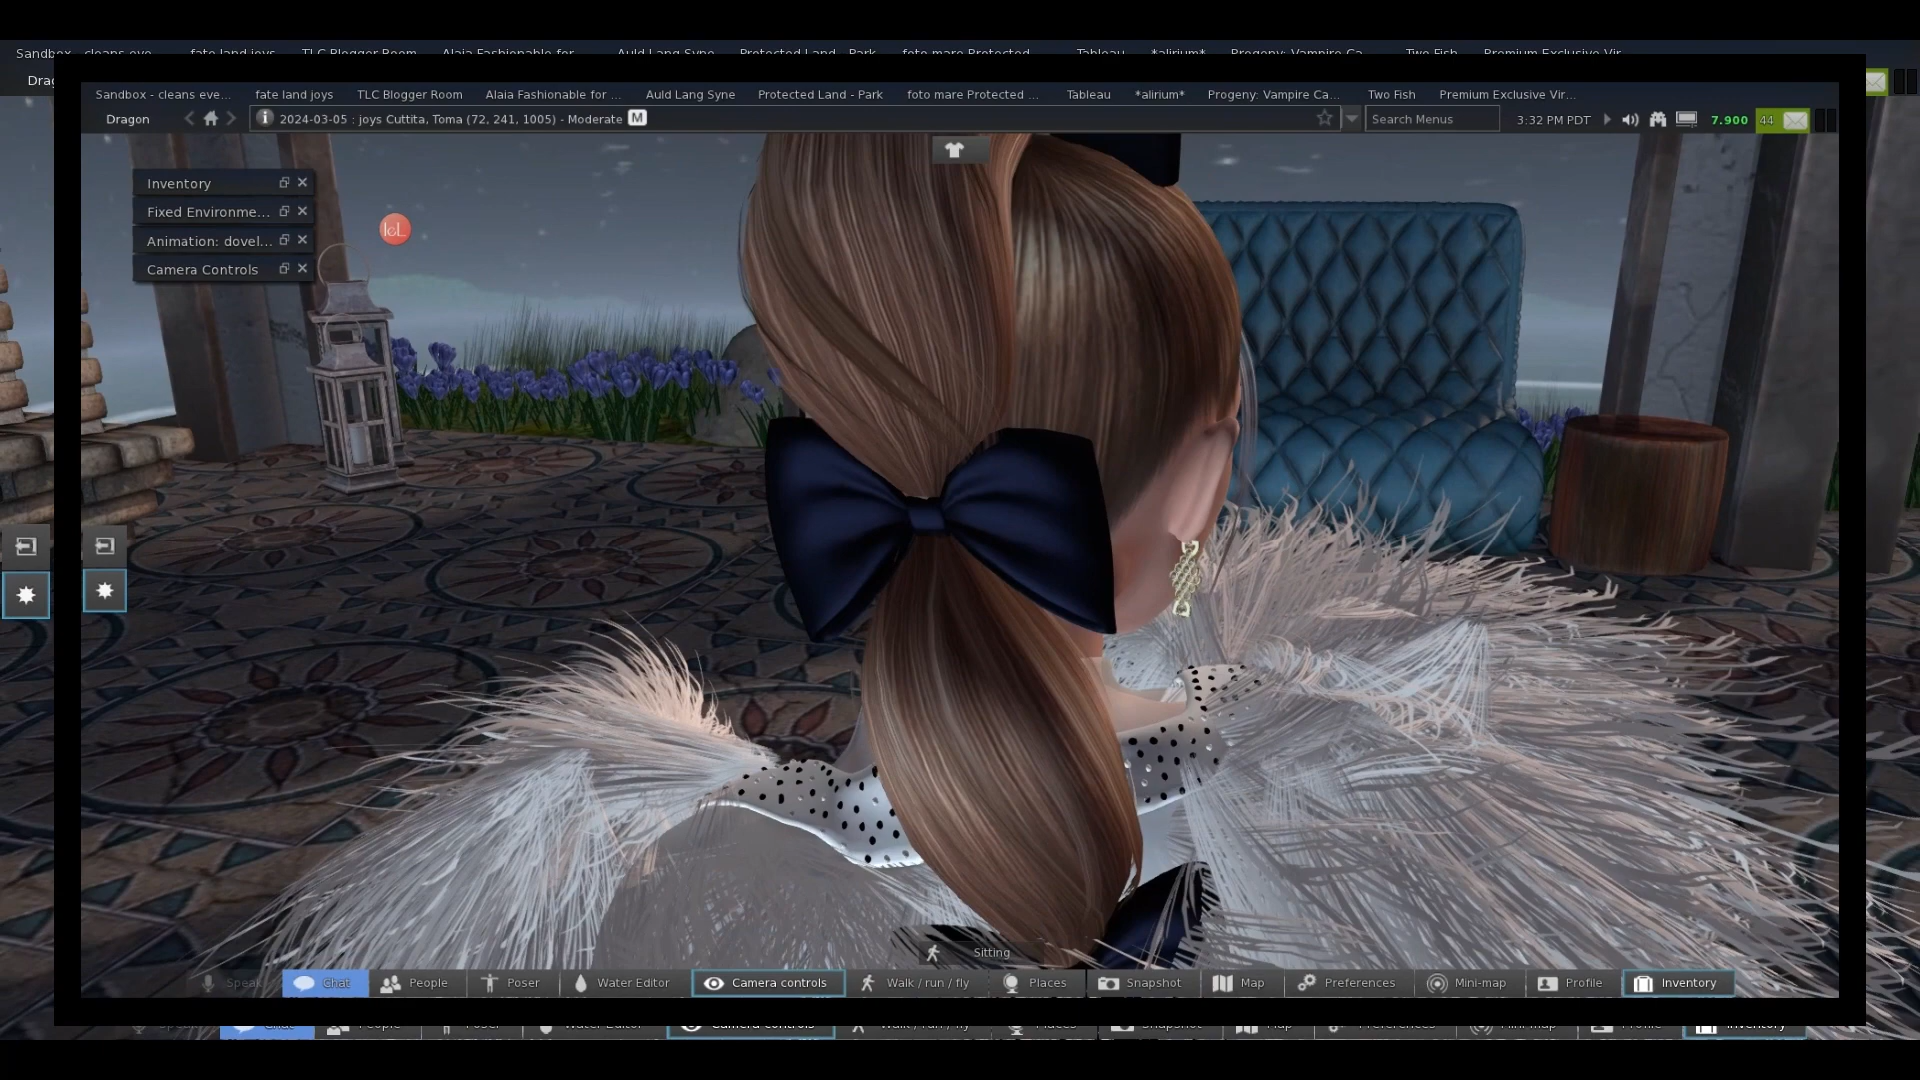 Sandbox - cleans eve... fate land joys TLC Blogger Room Alaia Fashionable for ... Auld Lang Syne Protected Land - Park foto mare Protected ... Tableau *alirium* Progeny: Vampire Ca... Two Fish Premium Exclusive Vir...
Dragon 2024-03-05 : joys Cuttita, Toma (72, 241, 1005) - Moderate M Search Menus 3:32 PM PDT 7.900 44
Inventory
Fixed Environme...
Animation: dovel...
Camera Controls
Sitting
Speak Chat People Poser Water Editor Camera controls Walk / run / fly Places Snapshot Map Preferences Mini-map Profile Inventory